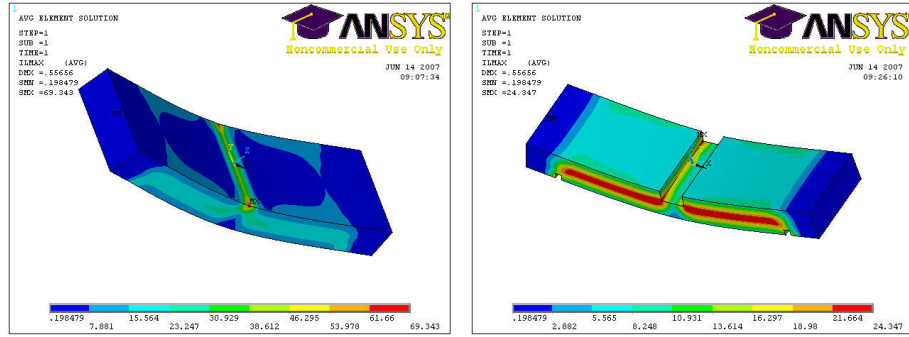 1
AVG ELEMENT SOLUTION
STEP=1
SUB =1
TIME=1
ILMAX (AVG)
DMX =.55656
SMN =.198479
SMX =69.343
ANSYS
Noncommercial Use Only
JUN 14 2007
09:07:34
Y
Z
MX
.198479 15.564 30.929 46.295 61.66
7.881 23.247 38.612 53.978 69.343
1
AVG ELEMENT SOLUTION
STEP=1
SUB =1
TIME=1
ILMAX (AVG)
DMX =.55656
SMN =.198479
SMX =24.347
ANSYS
Noncommercial Use Only
JUN 14 2007
09:26:10
MX
X
.198479 5.565 10.931 16.297 21.664
2.882 8.248 13.614 18.98 24.347